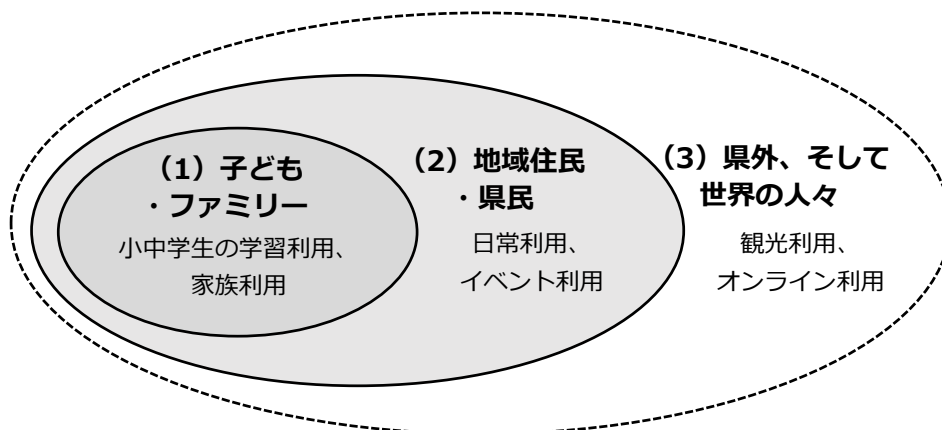 （1）子ども
・ファミリー
小中学生の学習利用、
家族利用
（2）地域住民
・県民
日常利用、
イベント利用
（3）県外、そして
世界の人々
観光利用、
オンライン利用